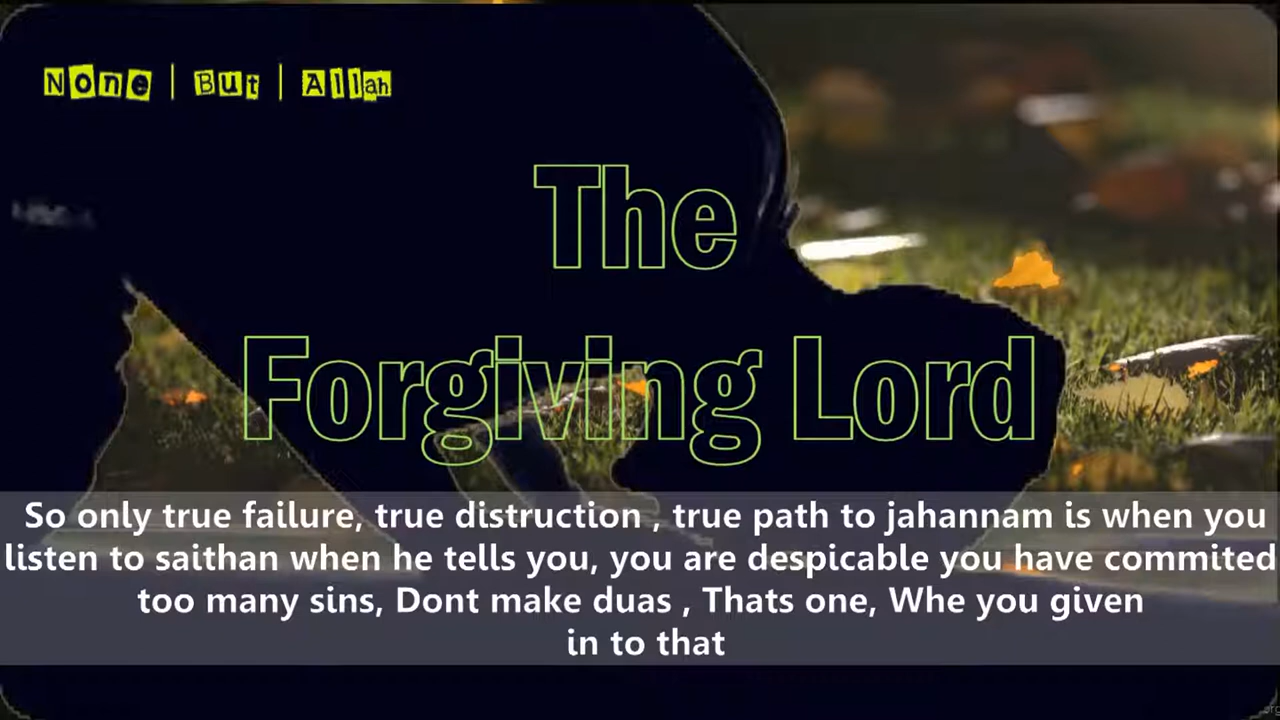 None | But | Allah
The
Forgiving Lord
So only true failure, true distruction , true path to jahannam is when you
listen to saithan when he tells you, you are despicable you have commited
too many sins, Dont make duas , Thats one, Whe you given
in to that